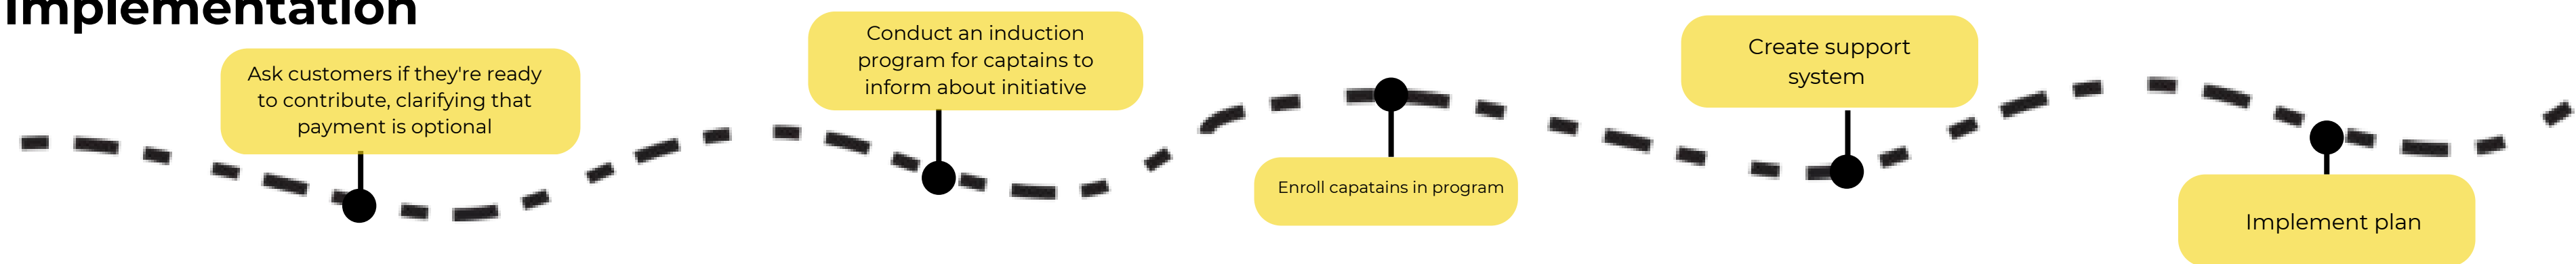 Implementation
Ask customers if they're ready
to contribute, clarifying that
payment is optional
Conduct an induction
program for captains to
inform about initiative
Enroll capatains in program
Create support
system
Implement plan